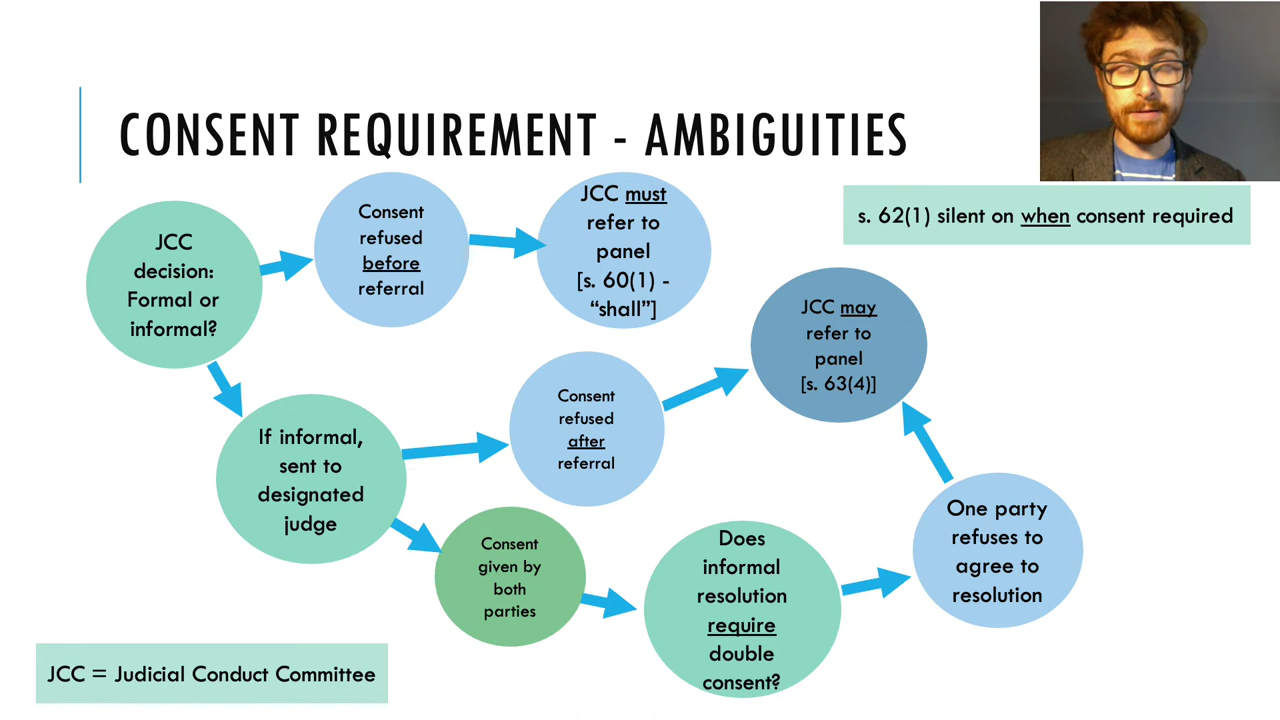 CONSENT REQUIREMENT - AMBIGUITIES
s. 62(1) silent on when consent required
JCC
decision:
Formal or
informal?
Consent
refused
before
referral
JCC must
refer to
panel
[s. 60(1) -
“shall”]
If informal,
sent to
designated
judge
Consent
refused
after
referral
JCC may
refer to
panel
[s. 63(4)]
Consent
given by
both
parties
Does
informal
resolution
require
double
consent?
One party
refuses to
agree to
resolution
JCC = Judicial Conduct Committee